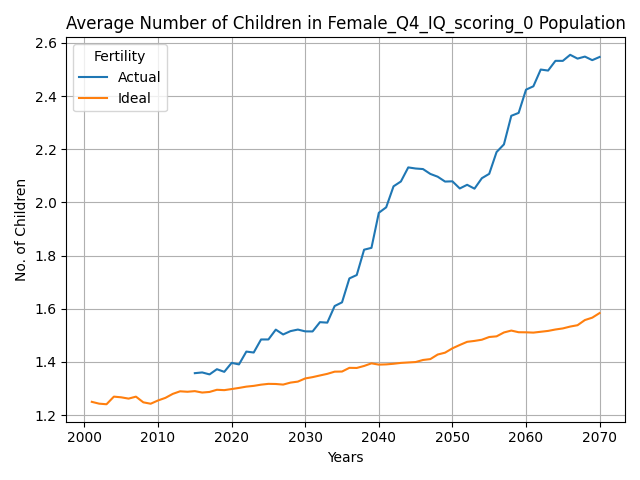 Average Number of Children in Female_Q4_IQ_scoring_0 Population
2.6
2.4
2.2
2.0
1.8
1.6
1.4
1.2
No. of Children
Fertility
Actual
Ideal
2000 2010 2020 2030 2040 2050 2060 2070
Years